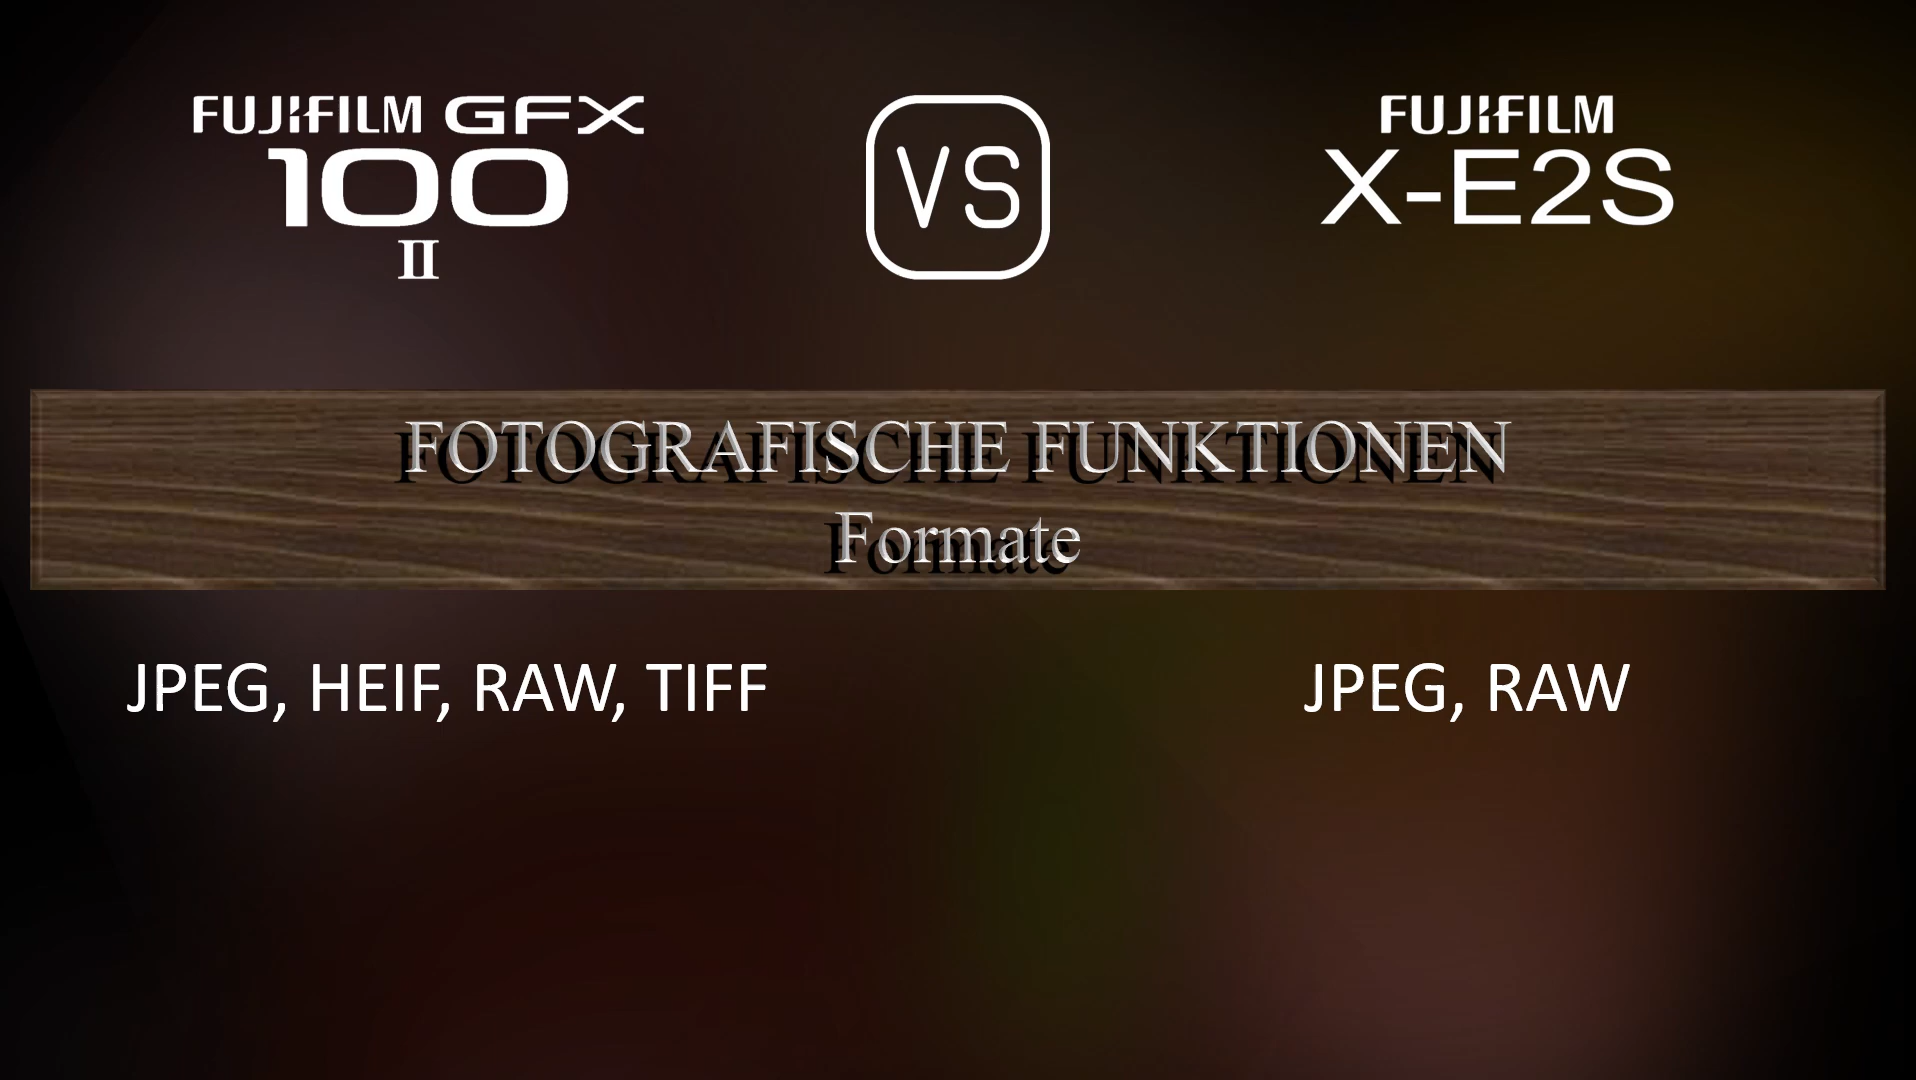 FUJIFILM GFX
100
II
VS
FUJIFILM
X-E2S
FOTOGRAFISCHE FUNKTIONEN
Formate
JPEG, HEIF, RAW, TIFF
JPEG, RAW